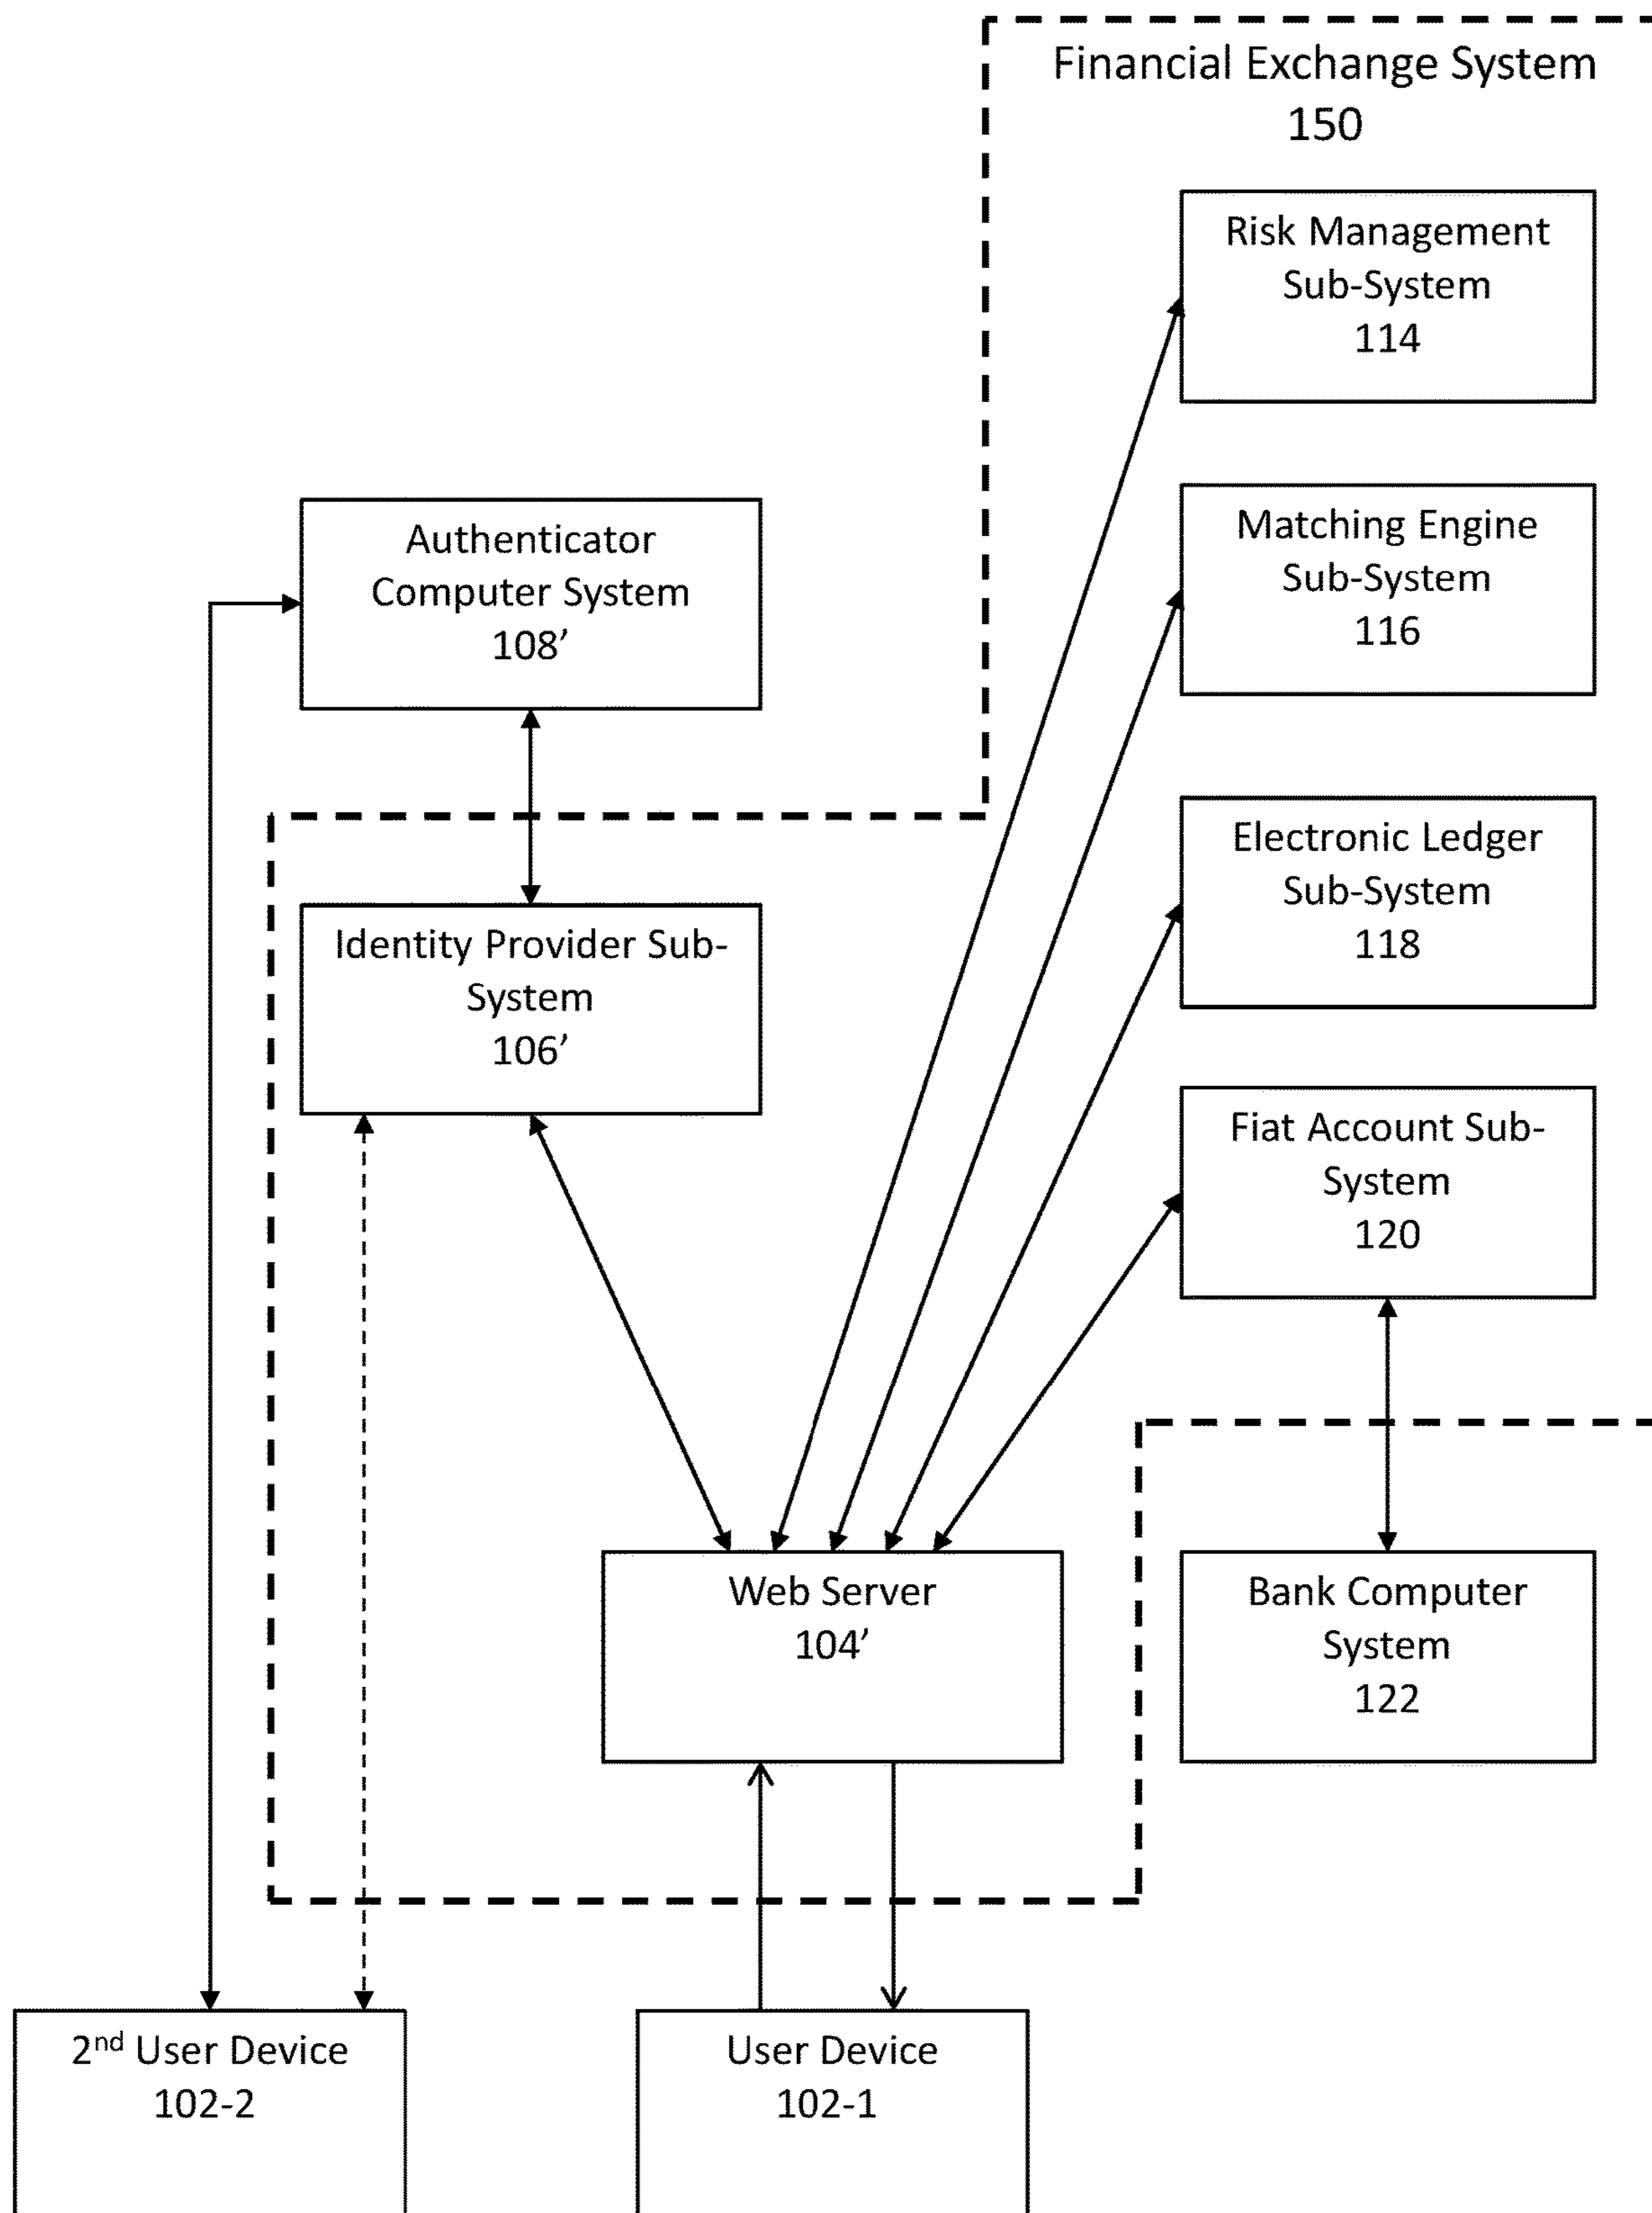 Financial Exchange System
150
Risk Management
Sub-System
114
Matching Engine
Sub-System
116
Authenticator
Computer System
108’
Electronic Ledger
Sub-System
118
Identity Provider Sub-
System
106’
Fiat Account Sub-
System
120
Web Server
104’
Bank Computer
System
122
2nd User Device
102-2
User Device
102-1